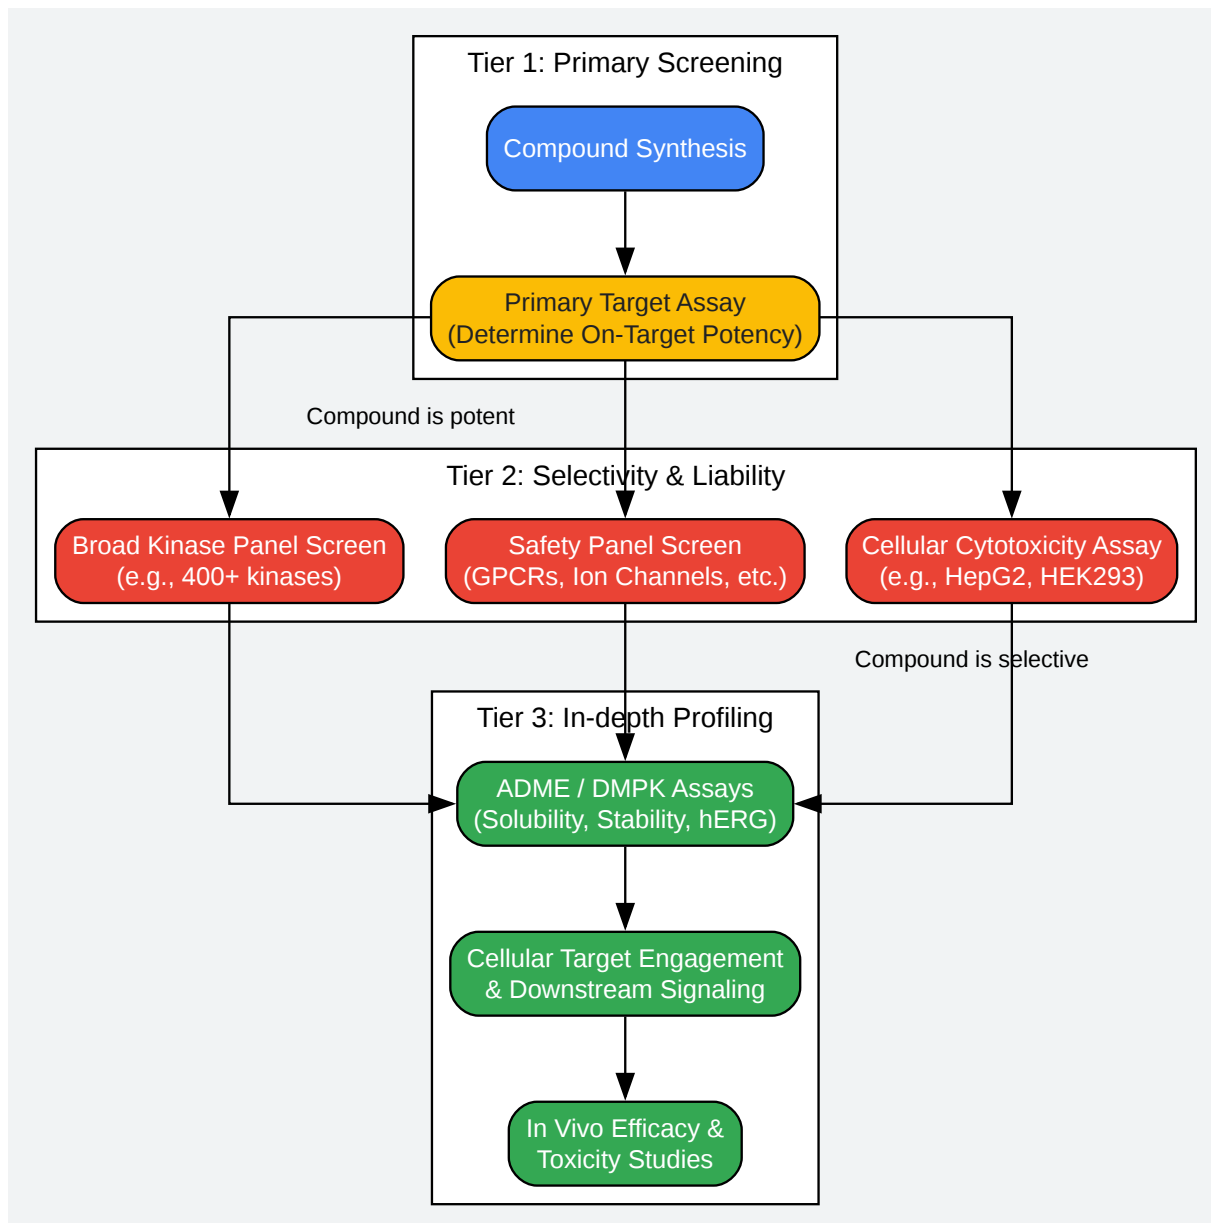 Tier 1: Primary Screening
Compound Synthesis
Primary Target Assay
(Determine On-Target Potency)
Compound is potent
Tier 2: Selectivity & Liability
Broad Kinase Panel Screen
(e.g., 400+ kinases)
Safety Panel Screen
(GPCRs, Ion Channels, etc.)
Cellular Cytotoxicity Assay
(e.g., HepG2, HEK293)
Compound is selective
Tier 3: In-depth Profiling
ADME / DMPK Assays
(Solubility, Stability, hERG)
Cellular Target Engagement
& Downstream Signaling
In Vivo Efficacy &
Toxicity Studies